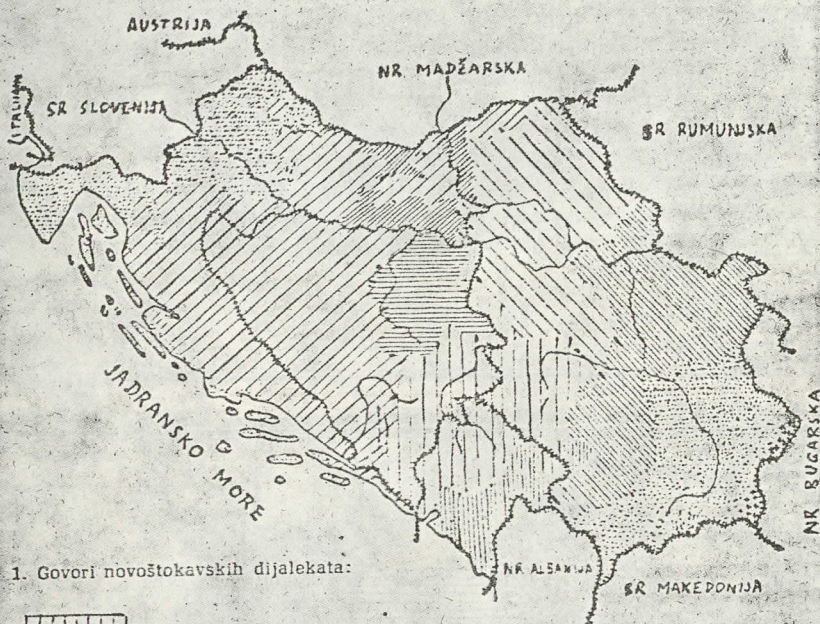 AUSTRIJA
NR. MADŽARSKA
ITALIJA
SR SLOVENIJA
SR RUMUNIJSKA
JADRANSKO MORE
NR BUGARSKA
NR ALBANIJA
SR MAKEDONIJA
1. Govori novoštokavskih dijalekata: